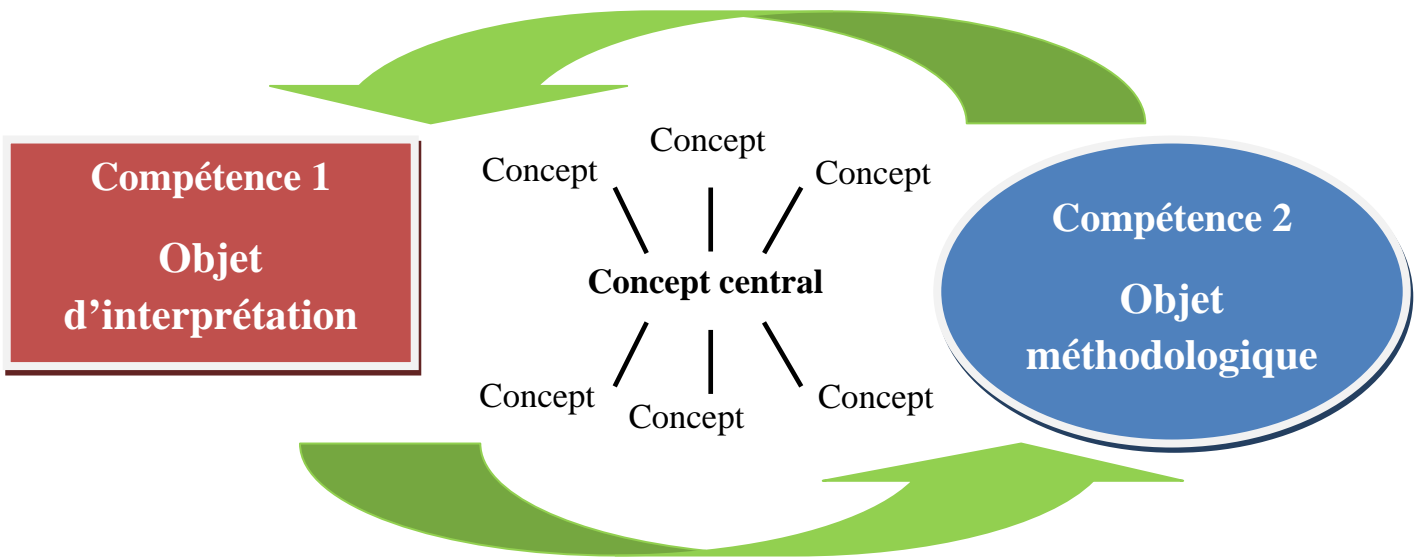 Compétence 1
Objet
d’interprétation
Concept
Concept
Concept
Concept central
Concept
Concept
Concept
Compétence 2
Objet
méthodologique